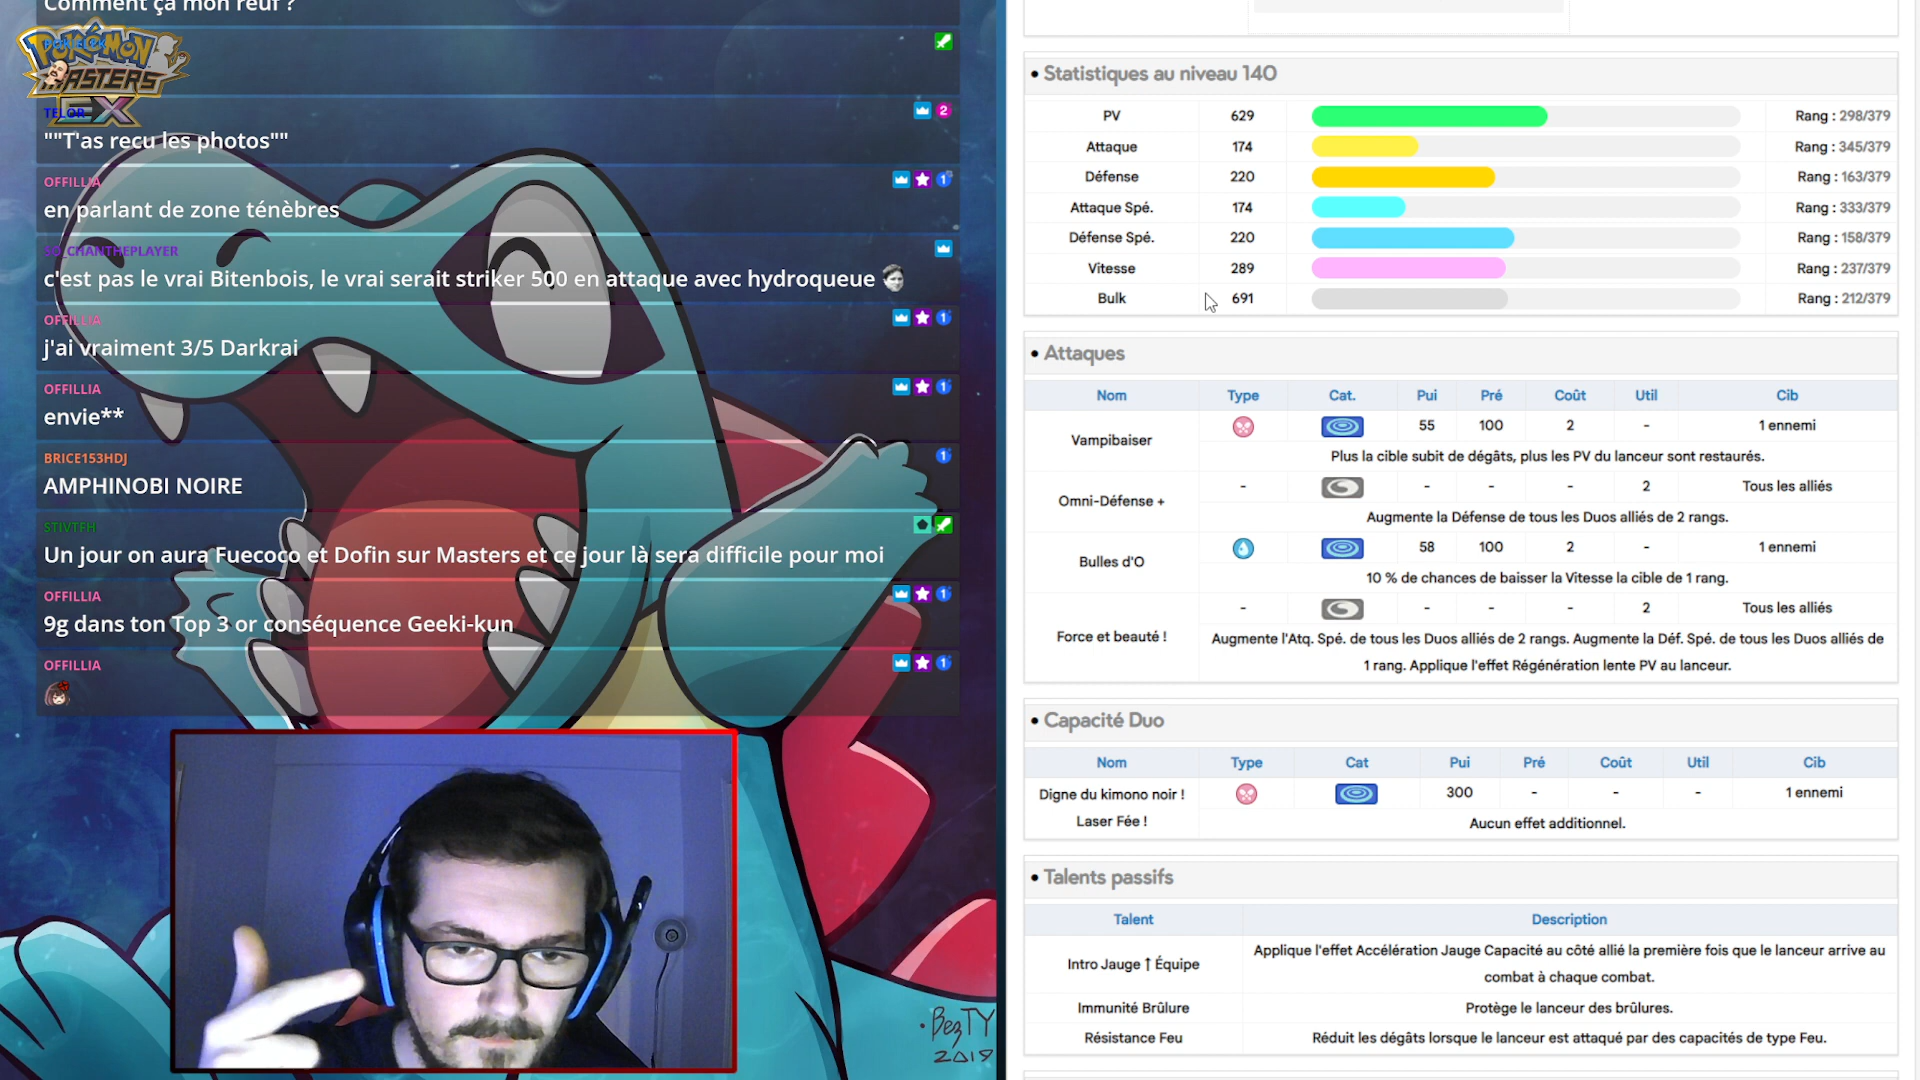 Comment ça mon reuf ?
POKÉMON
MASTERS
EX
TELOR
2
""T'as recu les photos""
OFFILLIA
en parlant de zone ténèbres
SO_CHANTHEPLAYER
c'est pas le vrai Bitenbois, le vrai serait striker 500 en attaque avec hydroqueue
OFFILLIA
j'ai vraiment 3/5 Darkrai
OFFILLIA
envie**
BRICE153HDJ
AMPHINOBI NOIRE
STIVTFH
Un jour on aura Fuecoco et Dofin sur Masters et ce jour là sera difficile pour moi
OFFILLIA
9g dans ton Top 3 or conséquence Geeki-kun
OFFILLIA
BezTY
2019
• Statistiques au niveau 140
PV 629 Rang : 298/379
Attaque 174 Rang : 345/379
Défense 220 Rang : 163/379
Attaque Spé. 174 Rang : 333/379
Défense Spé. 220 Rang : 158/379
Vitesse 289 Rang : 237/379
Bulk 691 Rang : 212/379
• Attaques
Nom Type Cat. Pui Pré Coût Util Cib
Vampibaiser 55 100 2 - 1 ennemi
Plus la cible subit de dégâts, plus les PV du lanceur sont restaurés.
Omni-Défense + - - - - 2 Tous les alliés
Augmente la Défense de tous les Duos alliés de 2 rangs.
Bulles d'O 58 100 2 - 1 ennemi
10 % de chances de baisser la Vitesse la cible de 1 rang.
Force et beauté ! - - - - 2 Tous les alliés
Augmente l'Atq. Spé. de tous les Duos alliés de 2 rangs. Augmente la Déf. Spé. de tous les Duos alliés de
1 rang. Applique l'effet Régénération lente PV au lanceur.
• Capacité Duo
Nom Type Cat Pui Pré Coût Util Cib
Digne du kimono noir ! 300 - - - 1 ennemi
Laser Fée !
Aucun effet additionnel.
• Talents passifs
Talent Description
Intro Jauge ↑ Équipe
Applique l'effet Accélération Jauge Capacité au côté allié la première fois que le lanceur arrive au
combat à chaque combat.
Immunité Brûlure Protège le lanceur des brûlures.
Résistance Feu Réduit les dégâts lorsque le lanceur est attaqué par des capacités de type Feu.